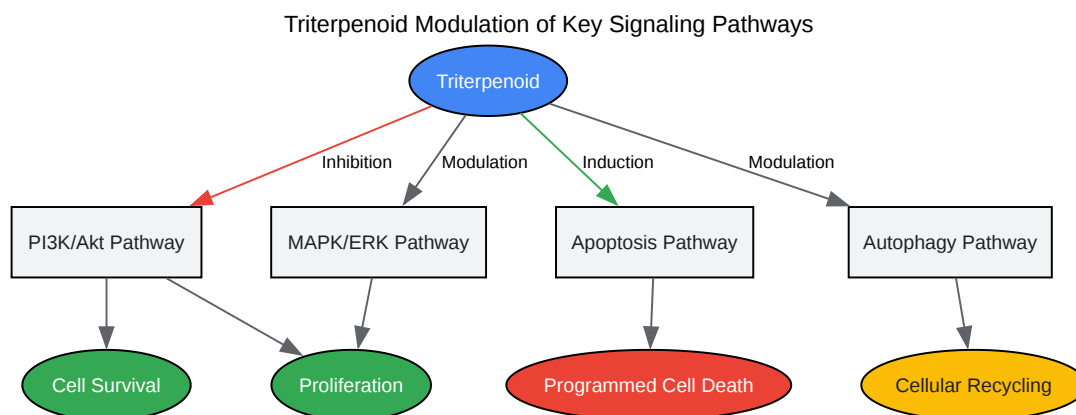 Triterpenoid Modulation of Key Signaling Pathways
Triterpenoid
Inhibition
Modulation
Induction
Modulation
PI3K/Akt Pathway
MAPK/ERK Pathway
Apoptosis Pathway
Autophagy Pathway
Cell Survival
Proliferation
Programmed Cell Death
Cellular Recycling